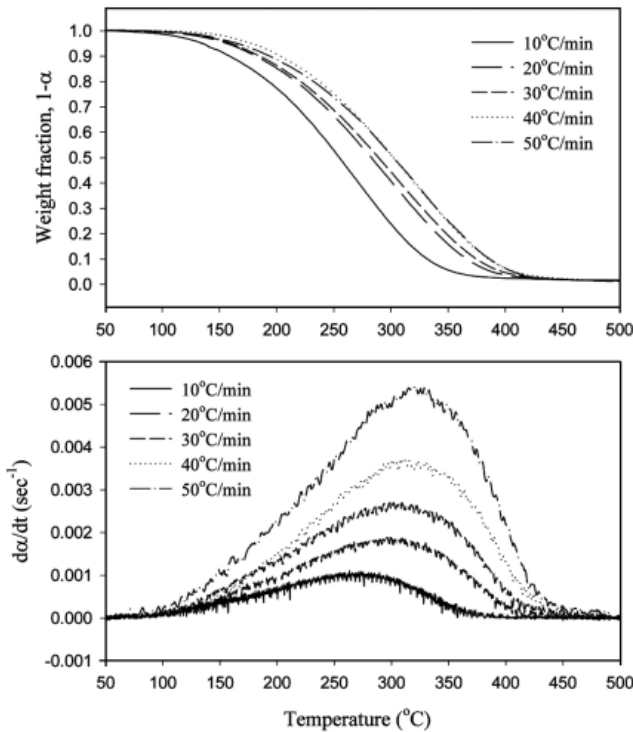 Weight fraction, 1-α
1.0
0.9
0.8
0.7
0.6
0.5
0.4
0.3
0.2
0.1
0.0
10°C/min
20°C/min
30°C/min
40°C/min
50°C/min
50 100 150 200 250 300 350 400 450 500
dα/dt (sec⁻¹)
0.006
0.005
0.004
0.003
0.002
0.001
0.000
-0.001
10°C/min
20°C/min
30°C/min
40°C/min
50°C/min
50 100 150 200 250 300 350 400 450 500
Temperature (°C)